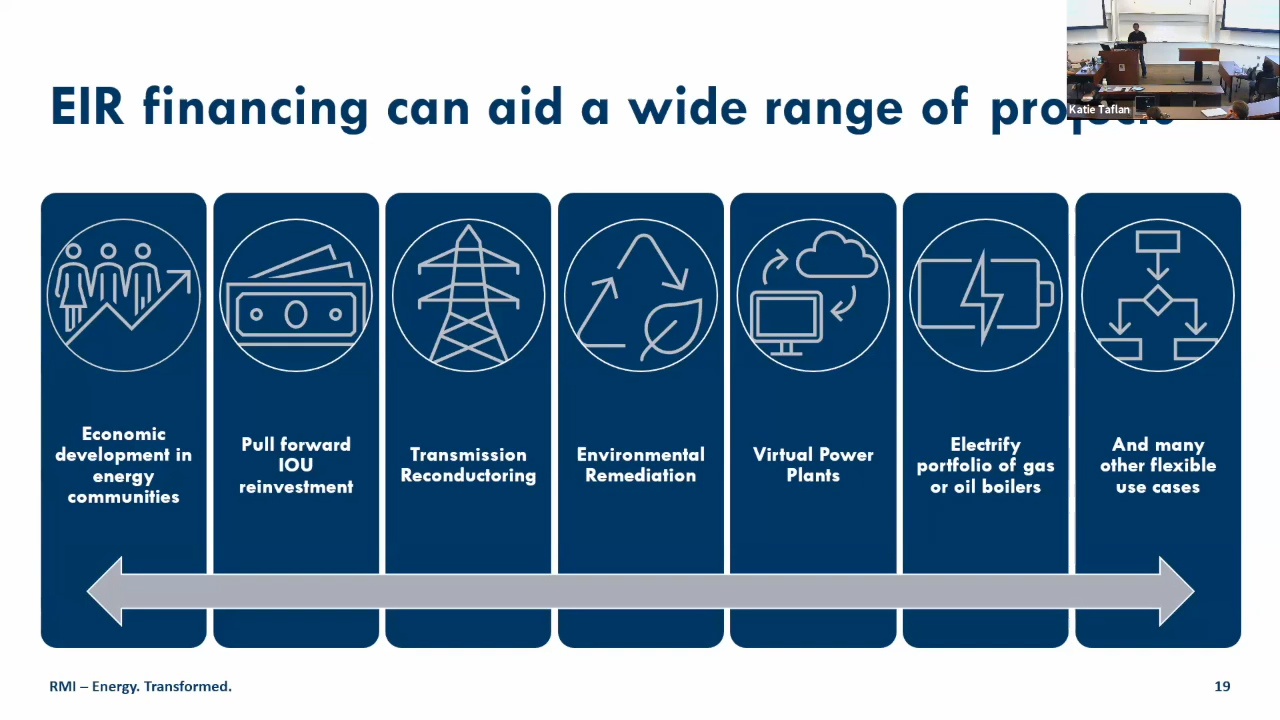 EIR financing can aid a wide range of
Katie Taflan
Economic
development in
energy
communities
Pull forward
IOU
reinvestment
Transmission
Reconductoring
Environmental
Remediation
Virtual Power
Plants
Electrify
portfolio of gas
or oil boilers
And many
other flexible
use cases
RMI – Energy. Transformed.
19